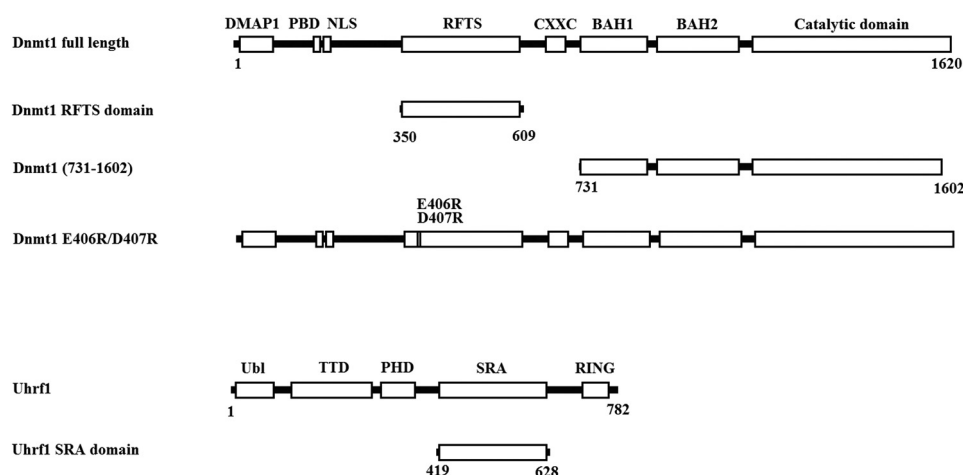 DMAP1 PBD NLS RFTS CXXC BAH1 BAH2 Catalytic domain
Dnmt1 full length
1 1620
Dnmt1 RFTS domain
350 609
Dnmt1 (731-1602)
731 1602
E406R
D407R
Dnmt1 E406R/D407R
Ubl TTD PHD SRA RING
Uhrf1
1 782
Uhrf1 SRA domain
419 628